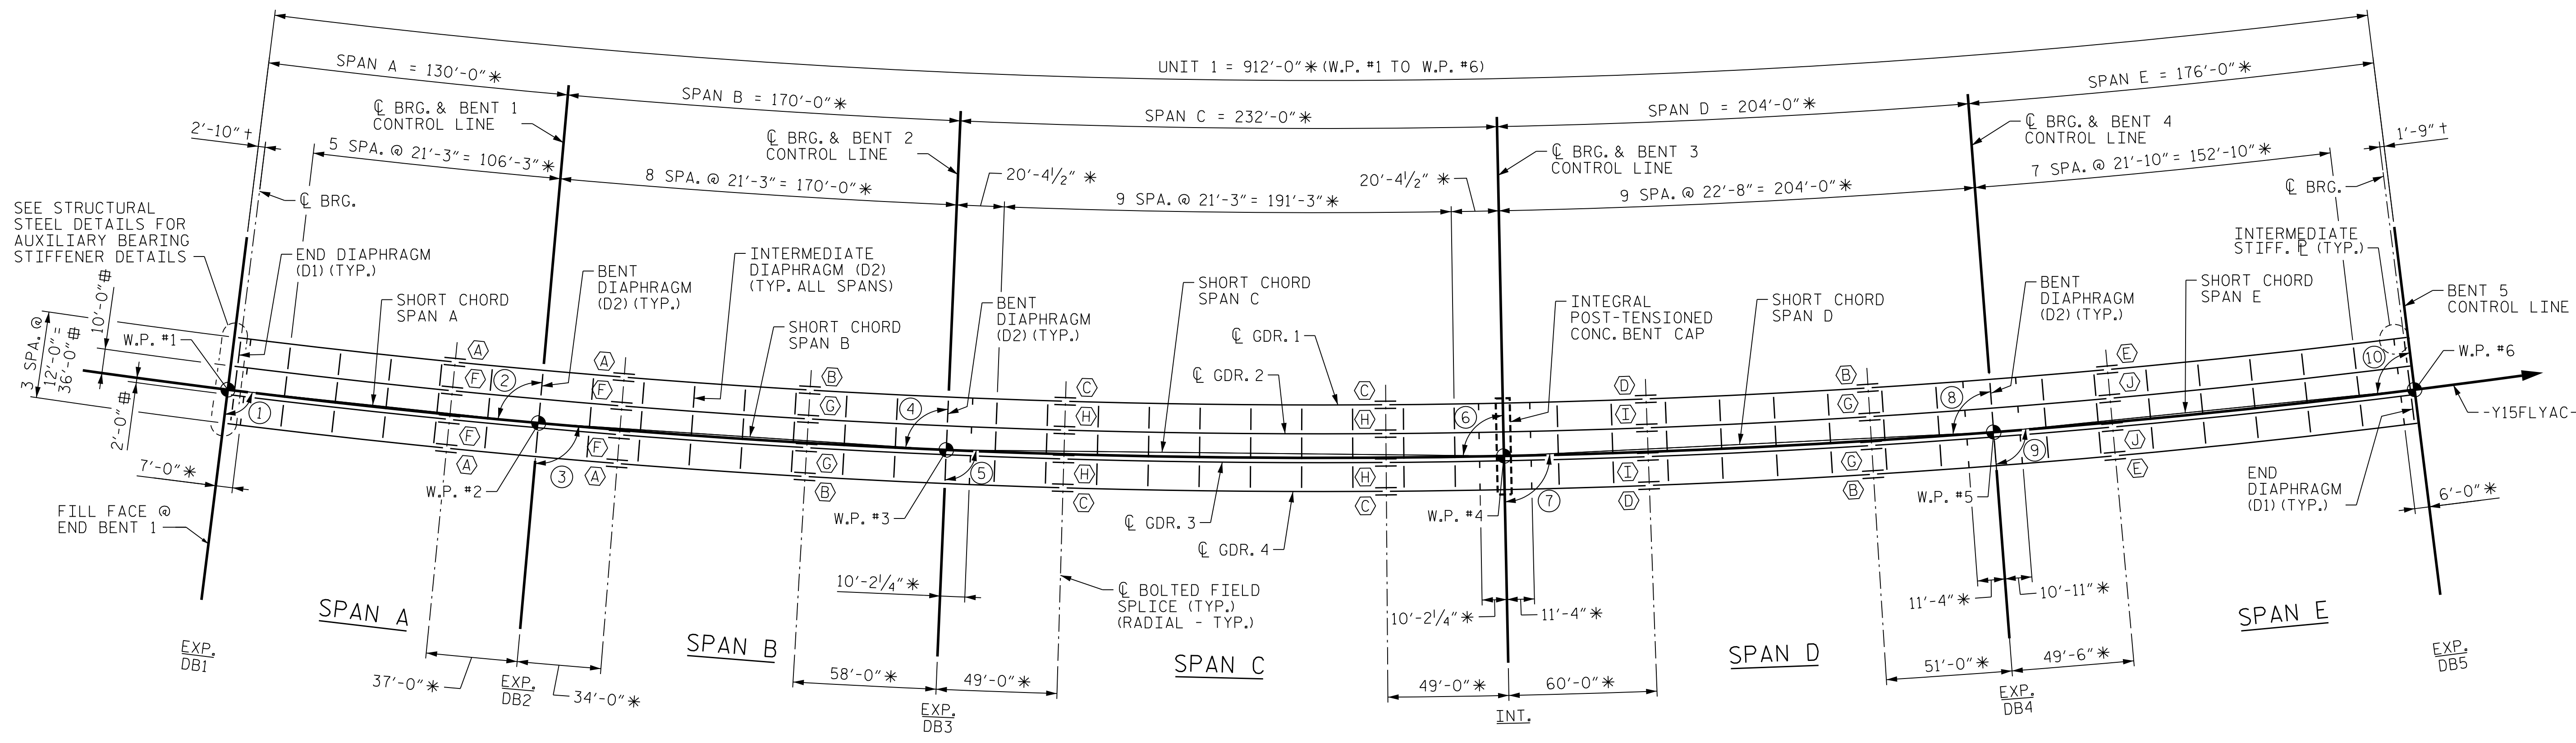 UNIT 1 = 912'-0"* (W.P. #1 TO W.P. #6)
SPAN A = 130'-0"*
SPAN B = 170'-0"*
SPAN C = 232'-0"*
SPAN D = 204'-0"*
SPAN E = 176'-0"*
℄ BRG. & BENT 1
CONTROL LINE
℄ BRG. & BENT 2
CONTROL LINE
℄ BRG. & BENT 3
CONTROL LINE
℄ BRG. & BENT 4
CONTROL LINE
2'-10" †
1'-9" †
5 SPA. @ 21'-3" = 106'-3"*
8 SPA. @ 21'-3" = 170'-0"*
20'-4½" *
9 SPA. @ 21'-3" = 191'-3"*
20'-4½" *
9 SPA. @ 22'-8" = 204'-0"*
7 SPA. @ 21'-10" = 152'-10"*
℄ BRG.
℄ BRG.
SEE STRUCTURAL
STEEL DETAILS FOR
AUXILIARY BEARING
STIFFENER DETAILS
END DIAPHRAGM
(D1) (TYP.)
BENT
DIAPHRAGM
(D2) (TYP.)
INTERMEDIATE
DIAPHRAGM (D2)
(TYP. ALL SPANS)
BENT
DIAPHRAGM
(D2) (TYP.)
SHORT CHORD
SPAN A
SHORT CHORD
SPAN B
SHORT CHORD
SPAN C
SHORT CHORD
SPAN D
SHORT CHORD
SPAN E
INTEGRAL
POST-TENSIONED
CONC. BENT CAP
BENT
DIAPHRAGM
(D2) (TYP.)
INTERMEDIATE
STIFF. ℙ (TYP.)
BENT 5
CONTROL LINE
℄ GDR. 1
℄ GDR. 2
℄ GDR. 3
℄ GDR. 4
3 SPA. @
12'-0" =
36'-0" ⌗
10'-0" ⌗
2'-0" ⌗
7'-0"*
W.P. #1
W.P. #2
W.P. #3
W.P. #4
W.P. #5
W.P. #6
-Y15FLYAC-
1
2
3
4
5
6
7
8
9
10
A
F
F
A
A
F
F
A
B
G
G
B
C
H
H
C
C
H
H
C
D
I
I
D
B
G
G
B
E
J
J
E
FILL FACE @
END BENT 1
END
DIAPHRAGM
(D1) (TYP.)
6'-0"*
10'-2¼"*
℄ BOLTED FIELD
SPLICE (TYP.)
(RADIAL - TYP.)
10'-2¼"*
11'-4"*
11'-4"*
10'-11"*
SPAN A
SPAN B
SPAN C
SPAN D
SPAN E
37'-0"*
34'-0"*
58'-0"*
49'-0"*
49'-0"*
60'-0"*
51'-0"*
49'-6"*
EXP.
DB1
EXP.
DB2
EXP.
DB3
INT.
EXP.
DB4
EXP.
DB5